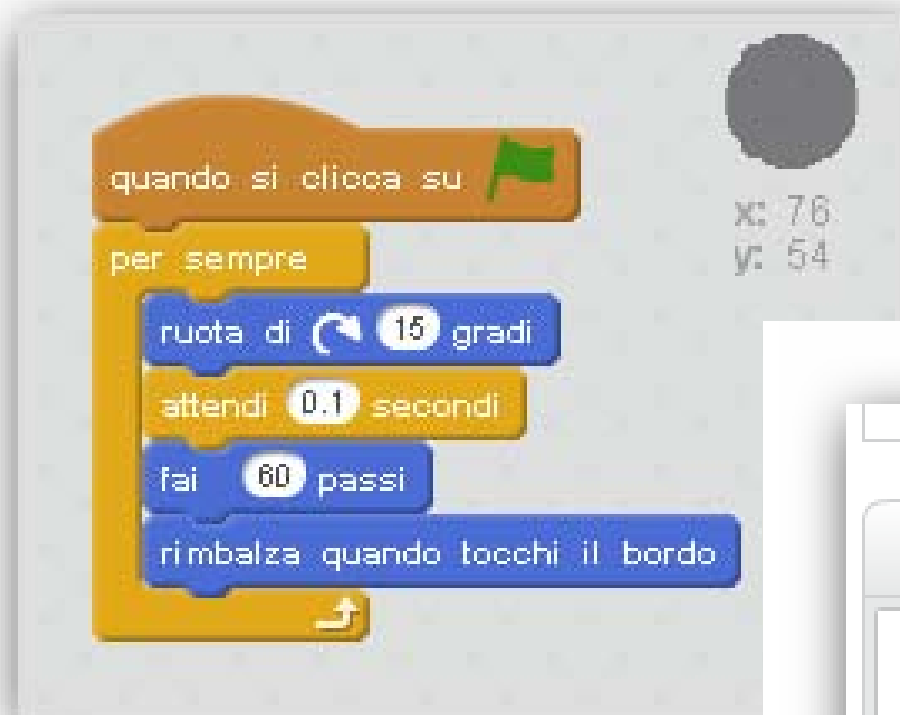 quando si clicca su
per sempre
ruota di 15 gradi
attendi 0.1 secondi
fai 60 passi
rimbalza quando tocchi il bordo
x: 76
y: 54